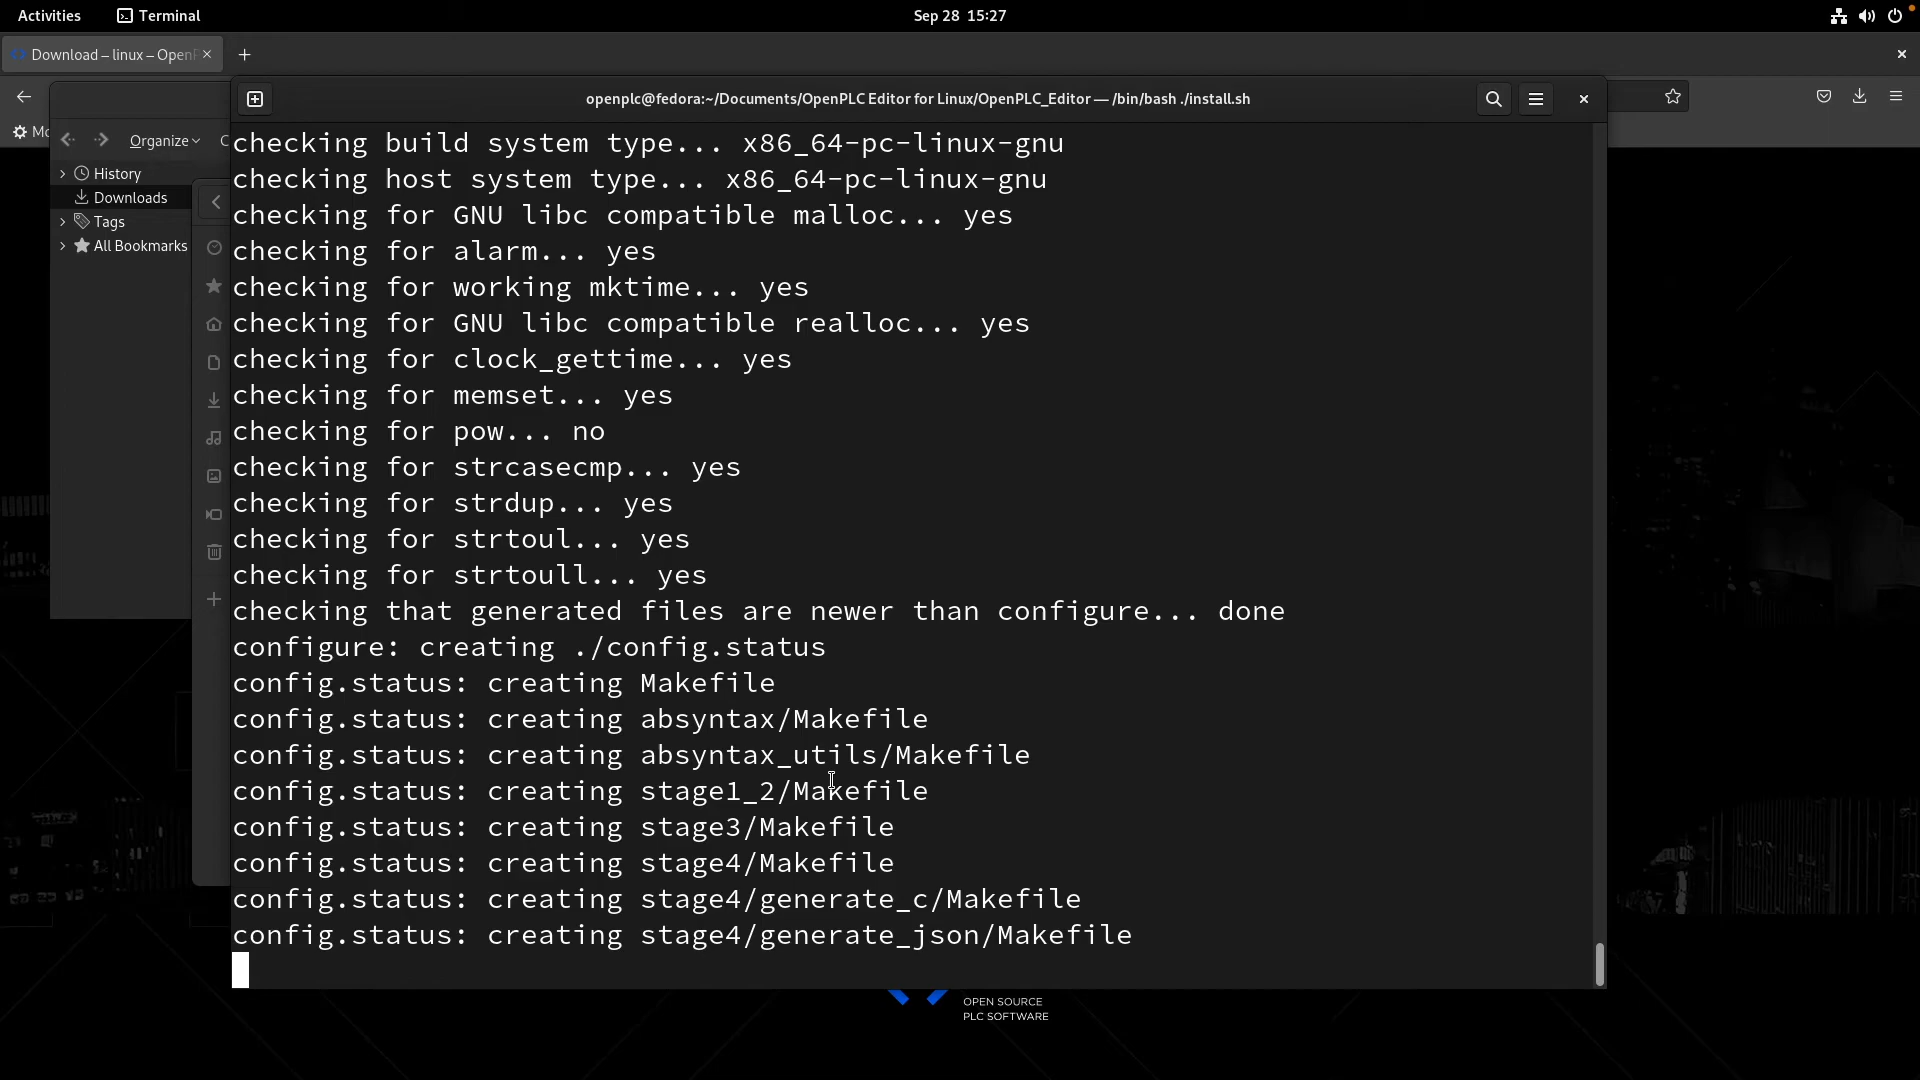 Activities
Terminal
Sep 28 15:27
Download – linux – Open
openplc@fedora:~/Documents/OpenPLC Editor for Linux/OpenPLC_Editor — /bin/bash ./install.sh
Organize
History
Downloads
Tags
All Bookmarks
checking build system type... x86_64-pc-linux-gnu
checking host system type... x86_64-pc-linux-gnu
checking for GNU libc compatible malloc... yes
checking for alarm... yes
checking for working mktime... yes
checking for GNU libc compatible realloc... yes
checking for clock_gettime... yes
checking for memset... yes
checking for pow... no
checking for strcasecmp... yes
checking for strdup... yes
checking for strtoul... yes
checking for strtoull... yes
checking that generated files are newer than configure... done
configure: creating ./config.status
config.status: creating Makefile
config.status: creating absyntax/Makefile
config.status: creating absyntax_utils/Makefile
config.status: creating stage1_2/Makefile
config.status: creating stage3/Makefile
config.status: creating stage4/Makefile
config.status: creating stage4/generate_c/Makefile
config.status: creating stage4/generate_json/Makefile
OPEN SOURCE
PLC SOFTWARE